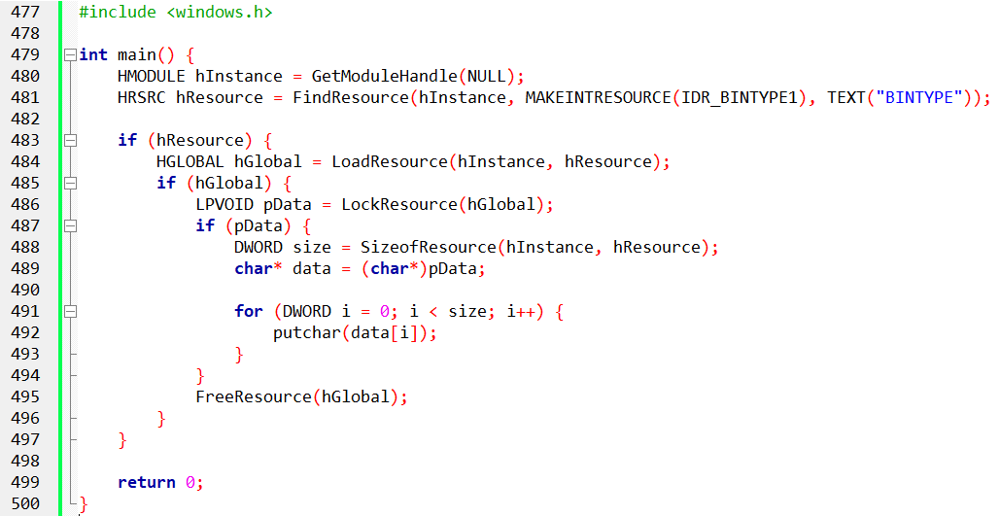 477 #include <windows.h>
478
479 int main() {
480     HMODULE hInstance = GetModuleHandle(NULL);
481     HRSRC hResource = FindResource(hInstance, MAKEINTRESOURCE(IDR_BINTYPE1), TEXT("BINTYPE"));
482
483     if (hResource) {
484         HGLOBAL hGlobal = LoadResource(hInstance, hResource);
485         if (hGlobal) {
486             LPVOID pData = LockResource(hGlobal);
487             if (pData) {
488                 DWORD size = SizeofResource(hInstance, hResource);
489                 char* data = (char*)pData;
490
491                 for (DWORD i = 0; i < size; i++) {
492                     putchar(data[i]);
493                 }
494             }
495             FreeResource(hGlobal);
496         }
497     }
498
499     return 0;
500 }